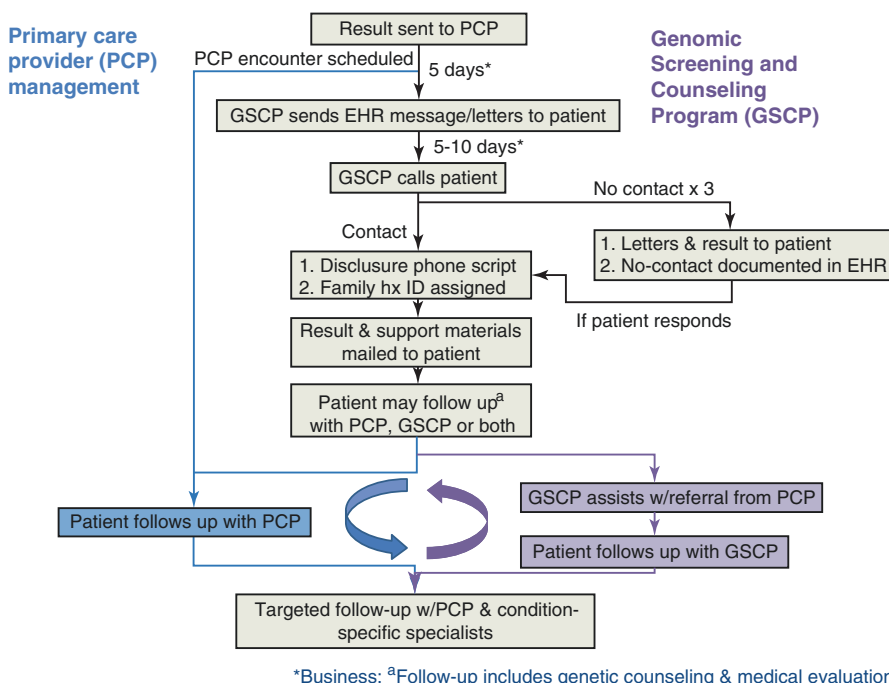 Primary care
provider (PCP)
management
Result sent to PCP
Genomic
Screening and
Counseling
Program (GSCP)
PCP encounter scheduled
5 days*
GSCP sends EHR message/letters to patient
5-10 days*
GSCP calls patient
No contact x 3
Contact
1. Letters & result to patient
2. No-contact documented in EHR
1. Disclusure phone script
2. Family hx ID assigned
If patient responds
Result & support materials
mailed to patient
Patient may follow upᵃ
with PCP, GSCP or both
GSCP assists w/referral from PCP
Patient follows up with PCP
Patient follows up with GSCP
Targeted follow-up w/PCP & condition-
specific specialists
*Business; ᵃFollow-up includes genetic counseling & medical evaluation